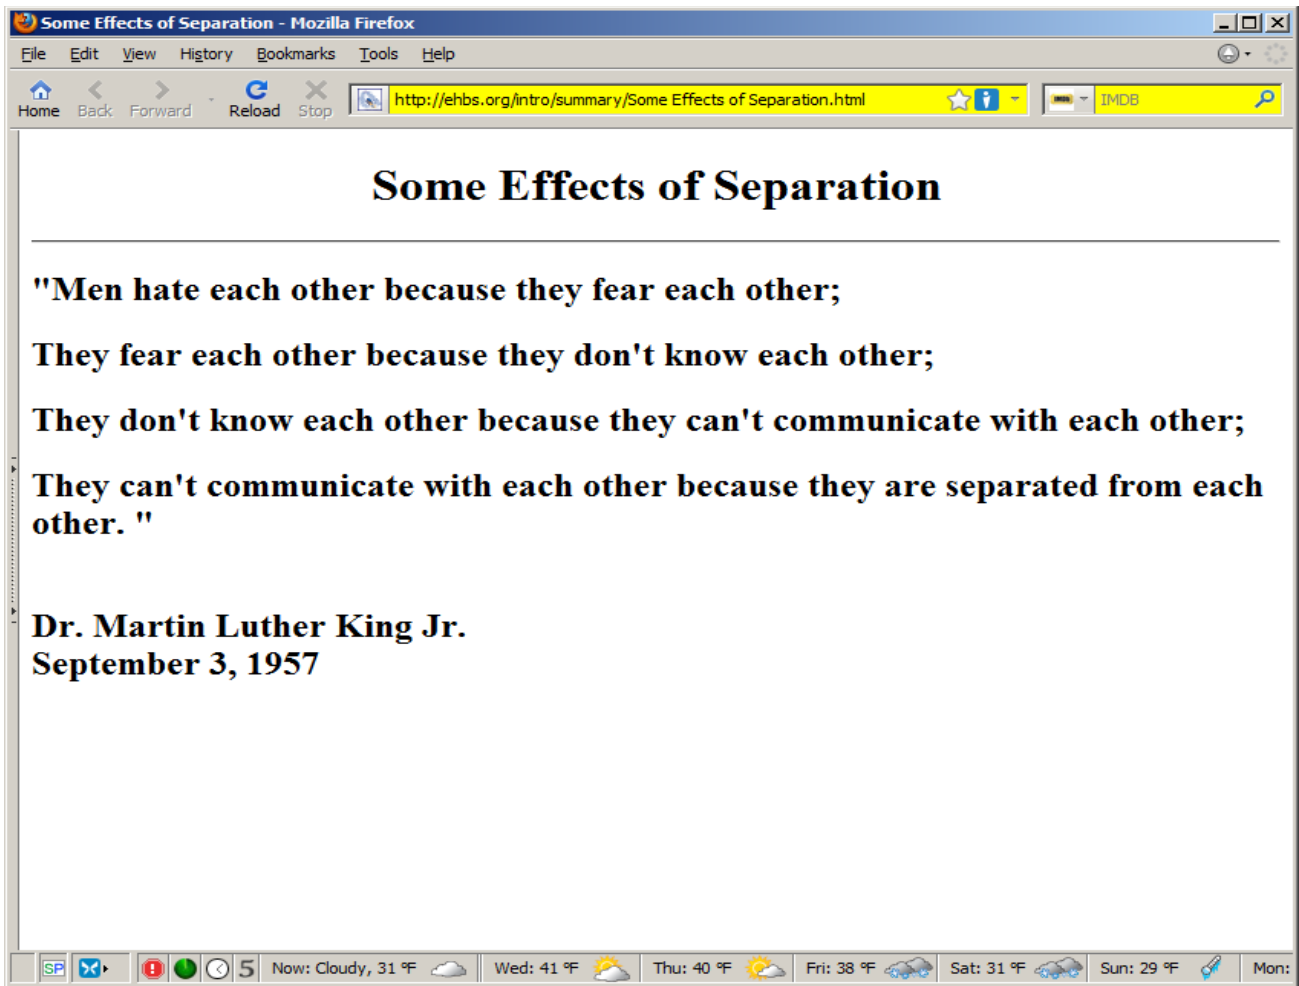 Some Effects of Separation - Mozilla Firefox
File Edit View History Bookmarks Tools Help
Home Back Forward Reload Stop http://ehbs.org/intro/summary/Some Effects of Separation.html IMDB
Some Effects of Separation
"Men hate each other because they fear each other;
They fear each other because they don't know each other;
They don't know each other because they can't communicate with each other;
They can't communicate with each other because they are separated from each
other. "
Dr. Martin Luther King Jr.
September 3, 1957
SP 5 Now: Cloudy, 31 °F Wed: 41 °F Thu: 40 °F Fri: 38 °F Sat: 31 °F Sun: 29 °F Mon: